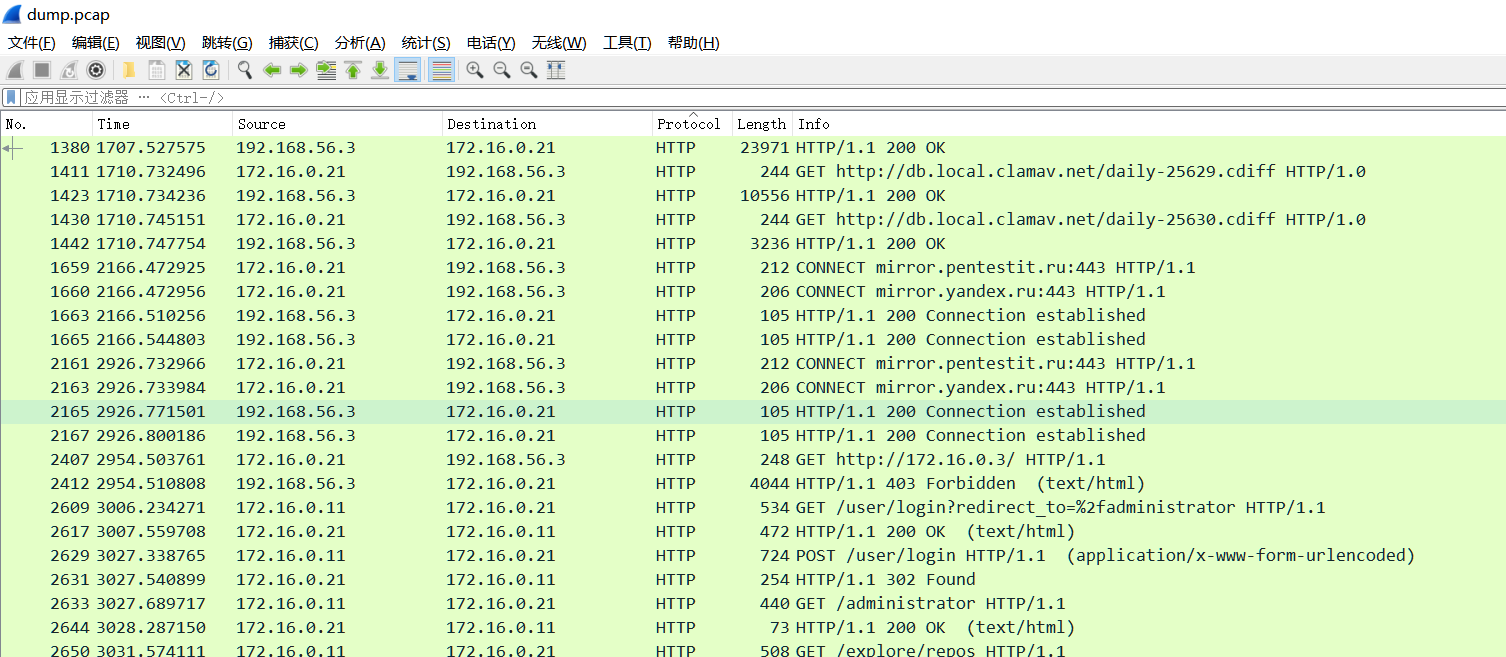 dump.pcap
文件(F) 编辑(E) 视图(V) 跳转(G) 捕获(C) 分析(A) 统计(S) 电话(Y) 无线(W) 工具(T) 帮助(H)
应用显示过滤器 … <Ctrl-/>
No. Time Source Destination Protocol Length Info
1380 1707.527575 192.168.56.3 172.16.0.21 HTTP 23971 HTTP/1.1 200 OK
1411 1710.732496 172.16.0.21 192.168.56.3 HTTP 244 GET http://db.local.clamav.net/daily-25629.cdiff HTTP/1.0
1423 1710.734236 192.168.56.3 172.16.0.21 HTTP 10556 HTTP/1.1 200 OK
1430 1710.745151 172.16.0.21 192.168.56.3 HTTP 244 GET http://db.local.clamav.net/daily-25630.cdiff HTTP/1.0
1442 1710.747754 192.168.56.3 172.16.0.21 HTTP 3236 HTTP/1.1 200 OK
1659 2166.472925 172.16.0.21 192.168.56.3 HTTP 212 CONNECT mirror.pentestit.ru:443 HTTP/1.1
1660 2166.472956 172.16.0.21 192.168.56.3 HTTP 206 CONNECT mirror.yandex.ru:443 HTTP/1.1
1663 2166.510256 192.168.56.3 172.16.0.21 HTTP 105 HTTP/1.1 200 Connection established
1665 2166.544803 192.168.56.3 172.16.0.21 HTTP 105 HTTP/1.1 200 Connection established
2161 2926.732966 172.16.0.21 192.168.56.3 HTTP 212 CONNECT mirror.pentestit.ru:443 HTTP/1.1
2163 2926.733984 172.16.0.21 192.168.56.3 HTTP 206 CONNECT mirror.yandex.ru:443 HTTP/1.1
2165 2926.771501 192.168.56.3 172.16.0.21 HTTP 105 HTTP/1.1 200 Connection established
2167 2926.800186 192.168.56.3 172.16.0.21 HTTP 105 HTTP/1.1 200 Connection established
2407 2954.503761 172.16.0.21 192.168.56.3 HTTP 248 GET http://172.16.0.3/ HTTP/1.1
2412 2954.510808 192.168.56.3 172.16.0.21 HTTP 4044 HTTP/1.1 403 Forbidden (text/html)
2609 3006.234271 172.16.0.11 172.16.0.21 HTTP 534 GET /user/login?redirect_to=%2fadministrator HTTP/1.1
2617 3007.559708 172.16.0.21 172.16.0.11 HTTP 472 HTTP/1.1 200 OK (text/html)
2629 3027.338765 172.16.0.11 172.16.0.21 HTTP 724 POST /user/login HTTP/1.1 (application/x-www-form-urlencoded)
2631 3027.540899 172.16.0.21 172.16.0.11 HTTP 254 HTTP/1.1 302 Found
2633 3027.689717 172.16.0.11 172.16.0.21 HTTP 440 GET /administrator HTTP/1.1
2644 3028.287150 172.16.0.21 172.16.0.11 HTTP 73 HTTP/1.1 200 OK (text/html)
2650 3031.574111 172.16.0.11 172.16.0.21 HTTP 508 GET /explore/repos HTTP/1.1